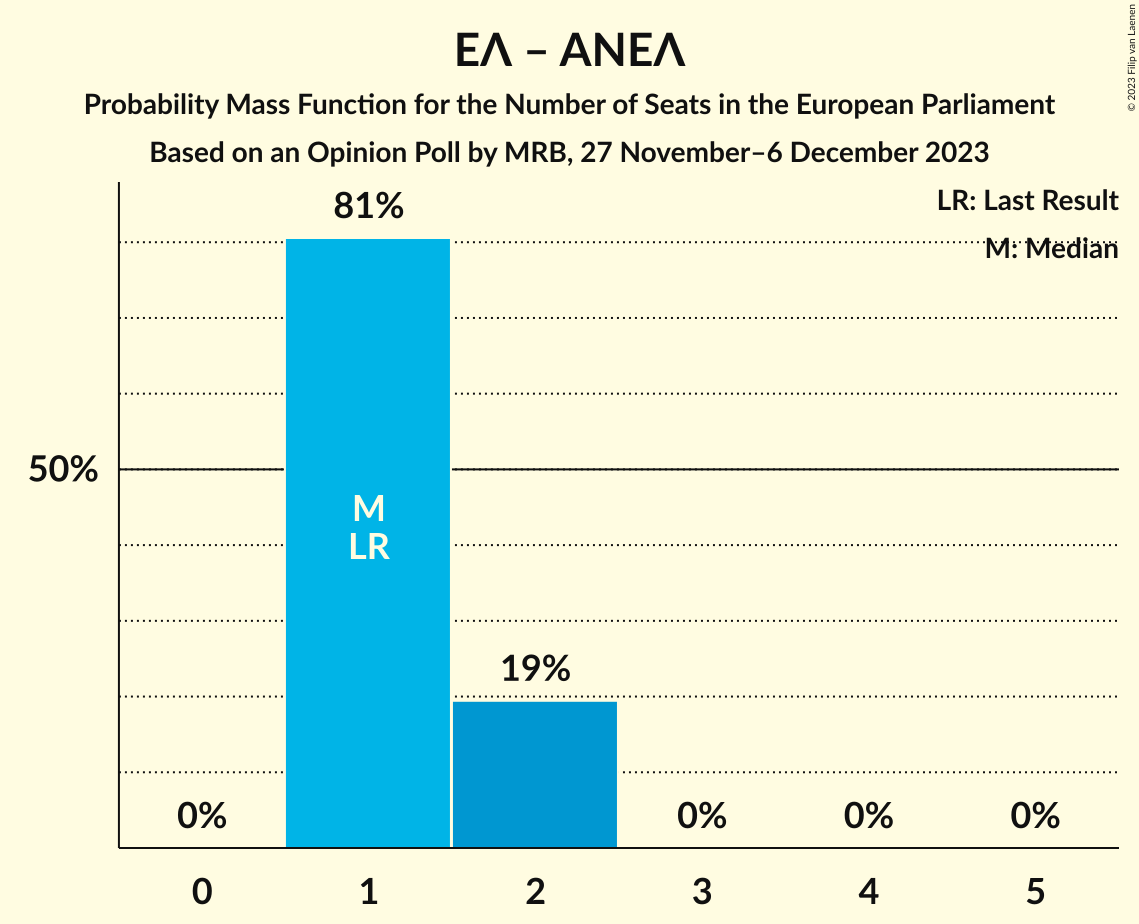 ΕΛ – ΑΝΕΛ
Probability Mass Function for the Number of Seats in the European Parliament
Based on an Opinion Poll by MRB, 27 November–6 December 2023
© 2023 Filip van Laenen
LR: Last Result
M: Median
81%
50%
M
LR
19%
0%
0%
0%
0%
0
1
2
3
4
5